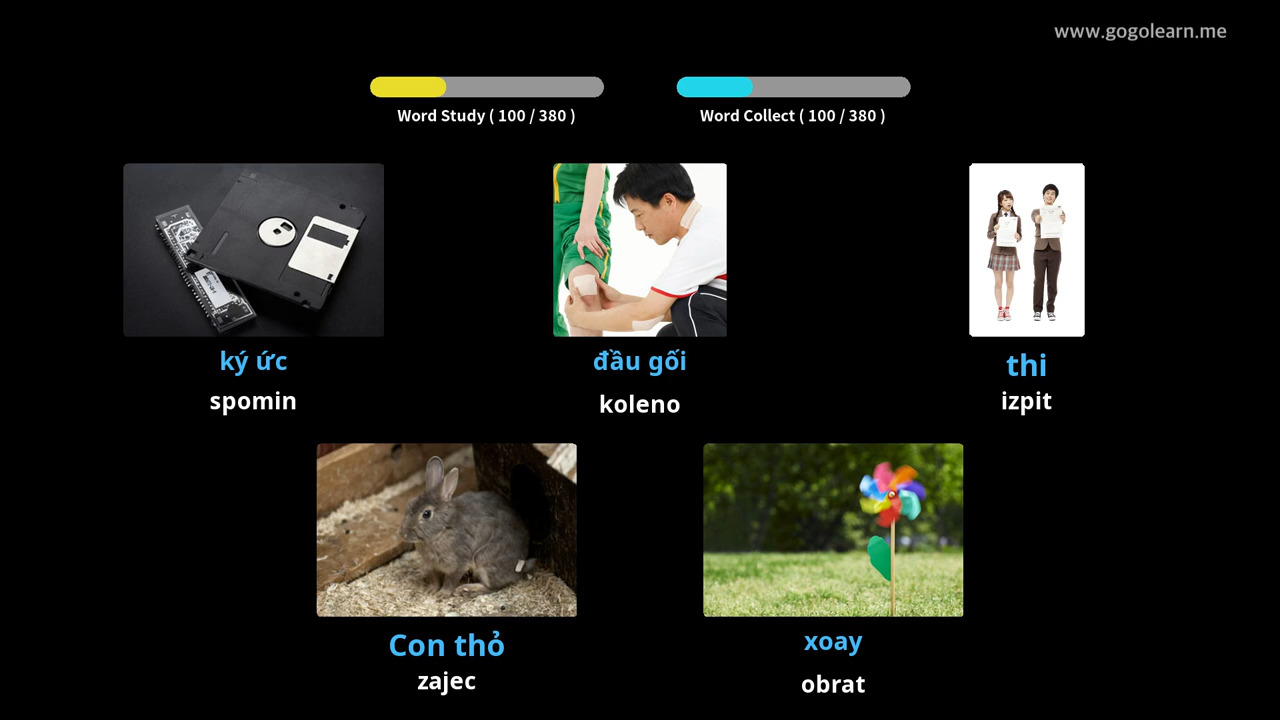 www.gogolearn.me
Word Study ( 100 / 380 )
Word Collect ( 100 / 380 )
ký ức
spomin
đầu gối
koleno
thi
izpit
Con thỏ
zajec
xoay
obrat